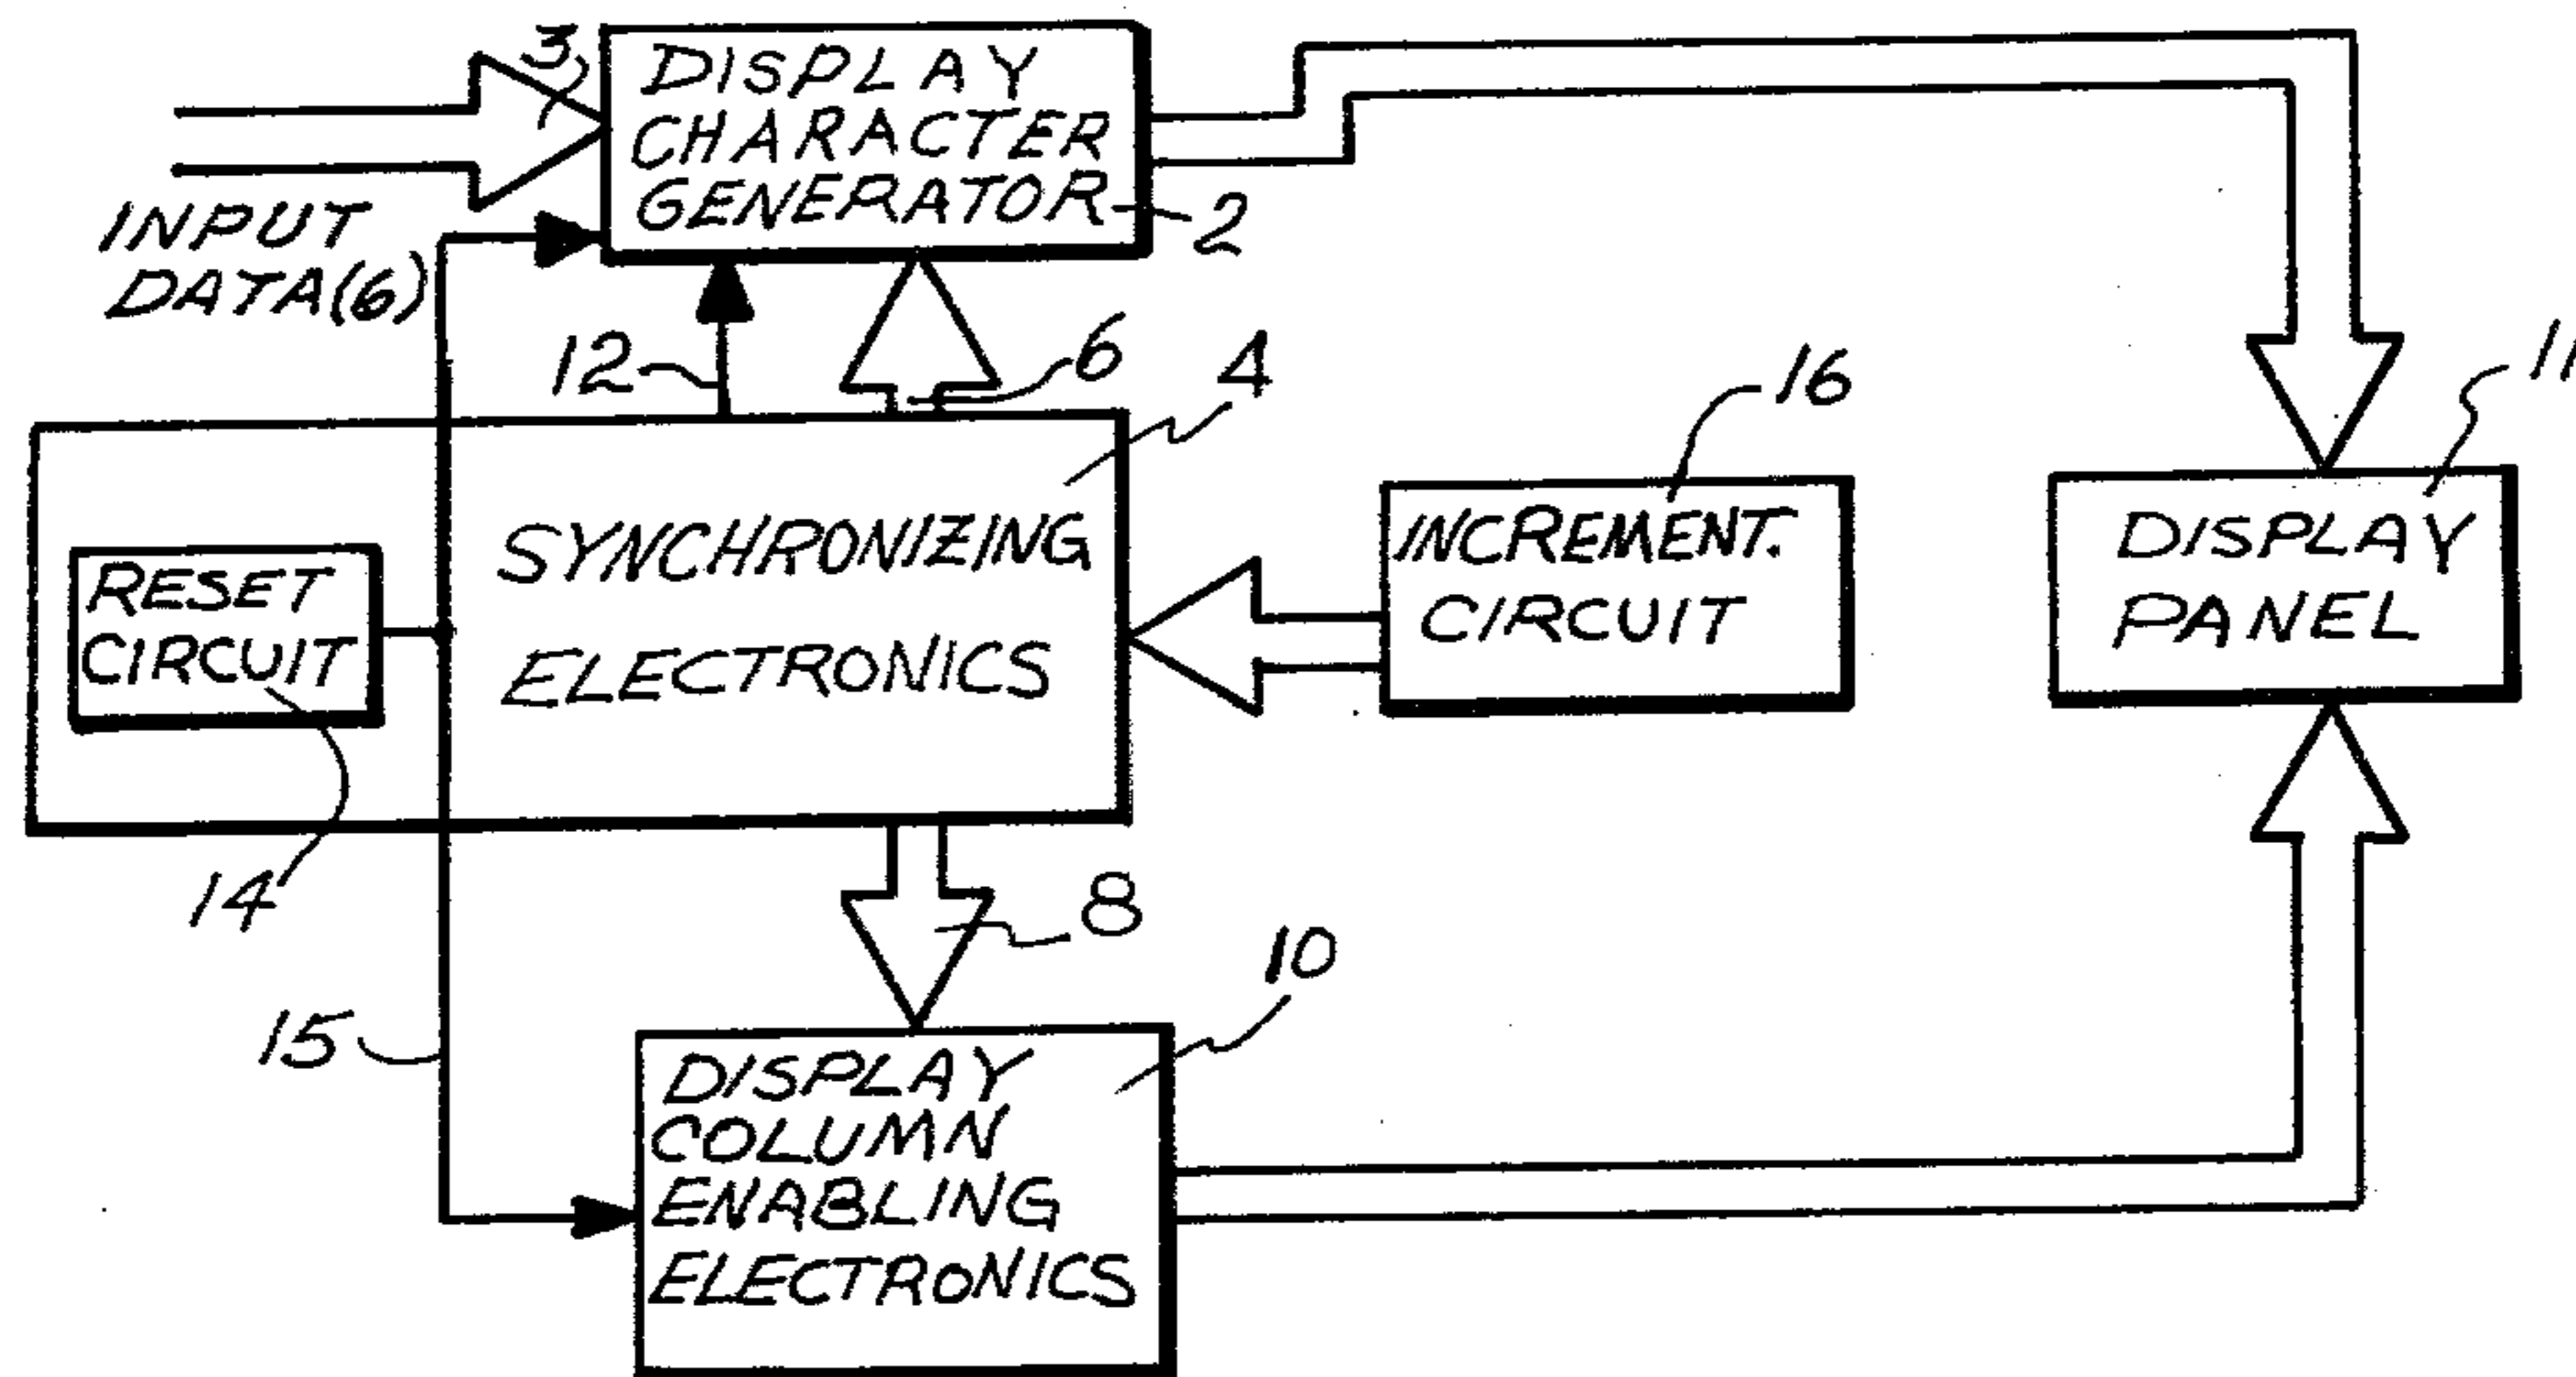 3
DISPLAY
CHARACTER
GENERATOR
2
INPUT
DATA(6)
12
6
4
16
11
RESET
CIRCUIT
SYNCHRONIZING
ELECTRONICS
INCREMENT.
CIRCUIT
DISPLAY
PANEL
14
8
10
15
DISPLAY
COLUMN
ENABLING
ELECTRONICS